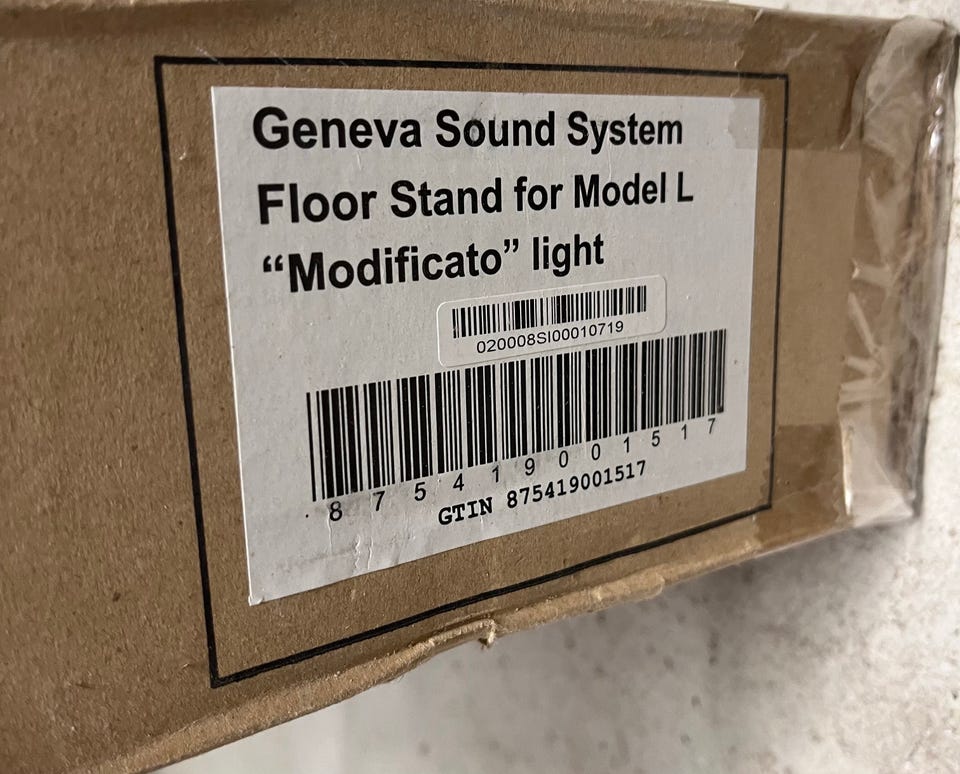 Geneva Sound System
Floor Stand for Model L
“Modificato” light
020008SI00010719
8 7 5 4 1 9 0 0 1 5 1 7
GTIN 875419001517